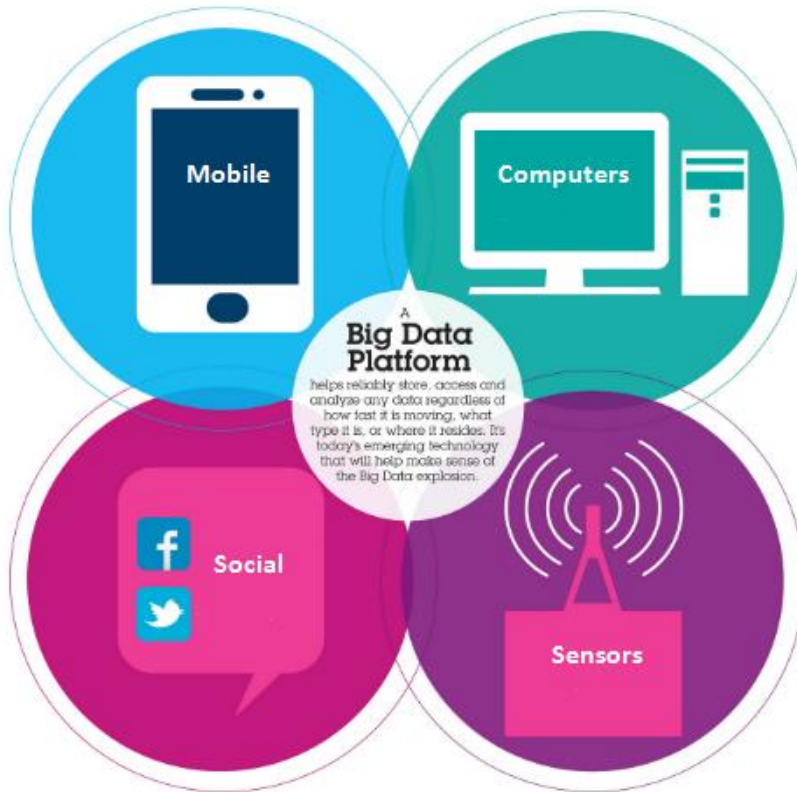 Mobile
Computers
A
Big Data
Platform
helps reliably store, access and
analyze any data regardless of
how fast it is moving, what
type it is, or where it resides. It's
today's emerging technology
that will help make sense of
the Big Data explosion.
Social
Sensors